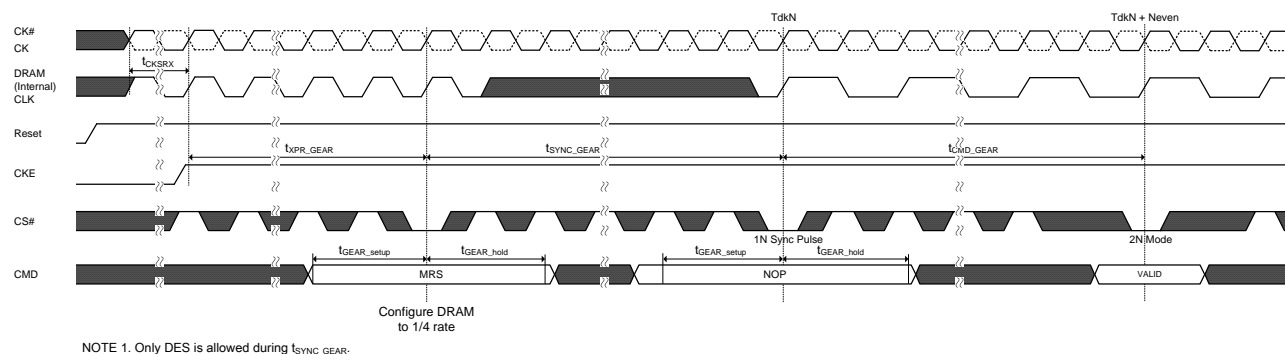 TdkN
TdkN + Neven
CK#
CK
tCKSRX
DRAM
(Internal)
CLK
Reset
tXPR_GEAR
tSYNC_GEAR
tCMD_GEAR
CKE
CS#
1N Sync Pulse
2N Mode
tGEAR_setup
tGEAR_hold
tGEAR_setup
tGEAR_hold
CMD
MRS
NOP
VALID
Configure DRAM
to 1/4 rate
NOTE 1. Only DES is allowed during tSYNC_GEAR.